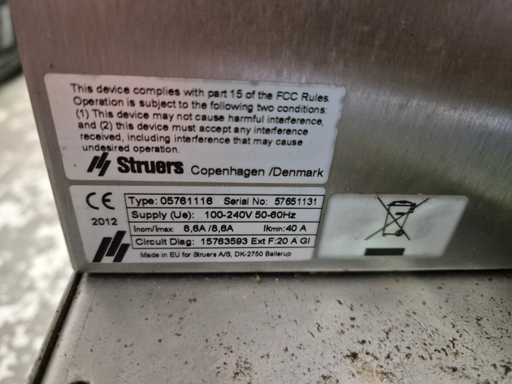 This device complies with part 15 of the FCC Rules.
Operation is subject to the following two conditions:
(1) This device may not cause harmful interference,
and (2) this device must accept any interference
received, including interference that may cause
undesired operation.
Struers Copenhagen /Denmark
CE Type: 05761116 Serial No: 57651131
2012 Supply (Ue): 100-240V 50-60Hz
Inom/Imax: 6,6A /8,6A Ikmin: 40 A
Circuit Diag: 15763593 Ext F:20 A Gl
Made in EU for Struers A/S, DK-2750 Ballerup